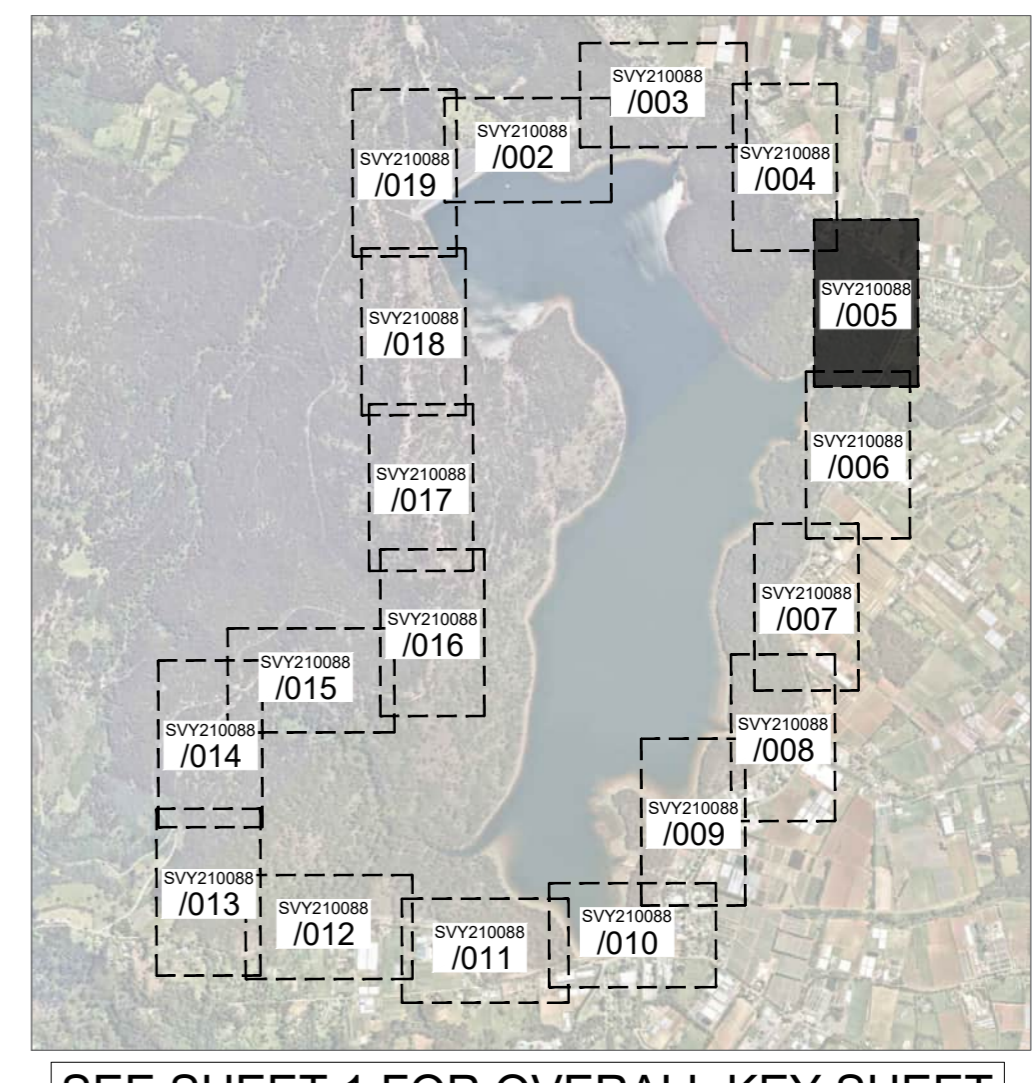 SVY210088
/003
SVY210088
/002
SVY210088
/019
SVY210088
/004
SVY210088
/005
SVY210088
/018
SVY210088
/006
SVY210088
/017
SVY210088
/007
SVY210088
/016
SVY210088
/015
SVY210088
/014
SVY210088
/008
SVY210088
/009
SVY210088
/013
SVY210088
/012
SVY210088
/011
SVY210088
/010
SEE SHEET 1 FOR OVERALL KEY SHEET